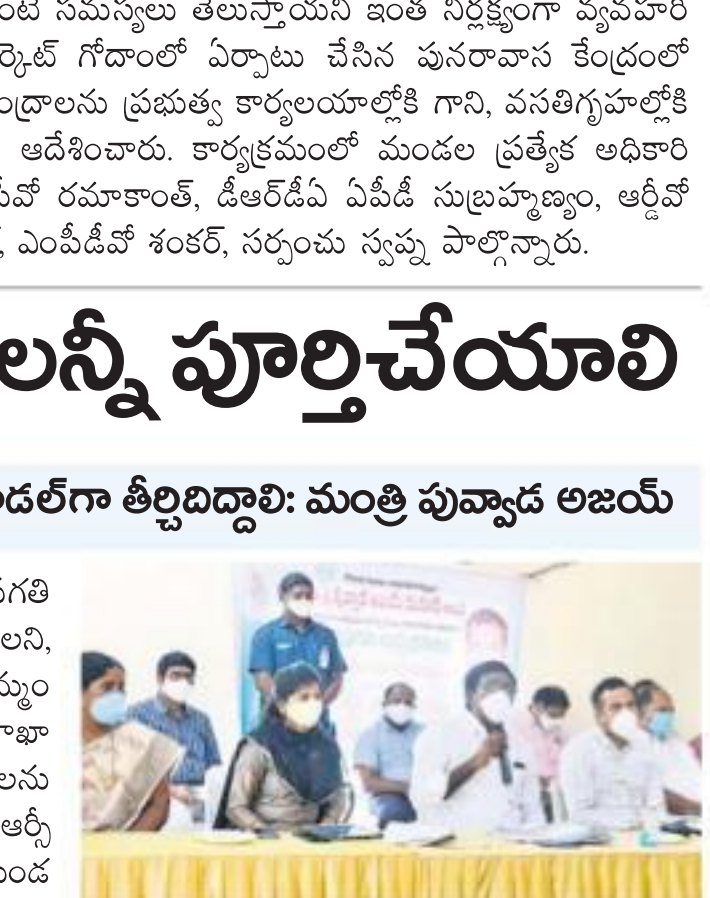 సమస్యలు తెలుస్తాయని ఇంత నిర్లక్ష్యంగా వ్యవహరి
ర్కెట్ గోదాంలో ఏర్పాటు చేసిన పునరావాస కేంద్రంలో
ంద్రాలను ప్రభుత్వ కార్యలయాల్లోకి గాని, వసతిగృహల్లోకి
ఆదేశించారు. కార్యక్రమంలో మండల ప్రత్యేక అధికారి
సీవో రమాకాంత్, డీఆర్‌డీఏ ఏపీడీ సుబ్రహ్మణ్యం, ఆర్డీవో
, ఎంపీడీవో శంకర్, సర్పంచు స్వప్న పాల్గొన్నారు.
లన్నీ పూర్తిచేయాలి
డల్‌గా తీర్చిదిద్దాలి: మంత్రి పువ్వాడ అజయ్
గతి
లని,
మ్మం
ాఖా
లను
ఆర్సీ
ండ